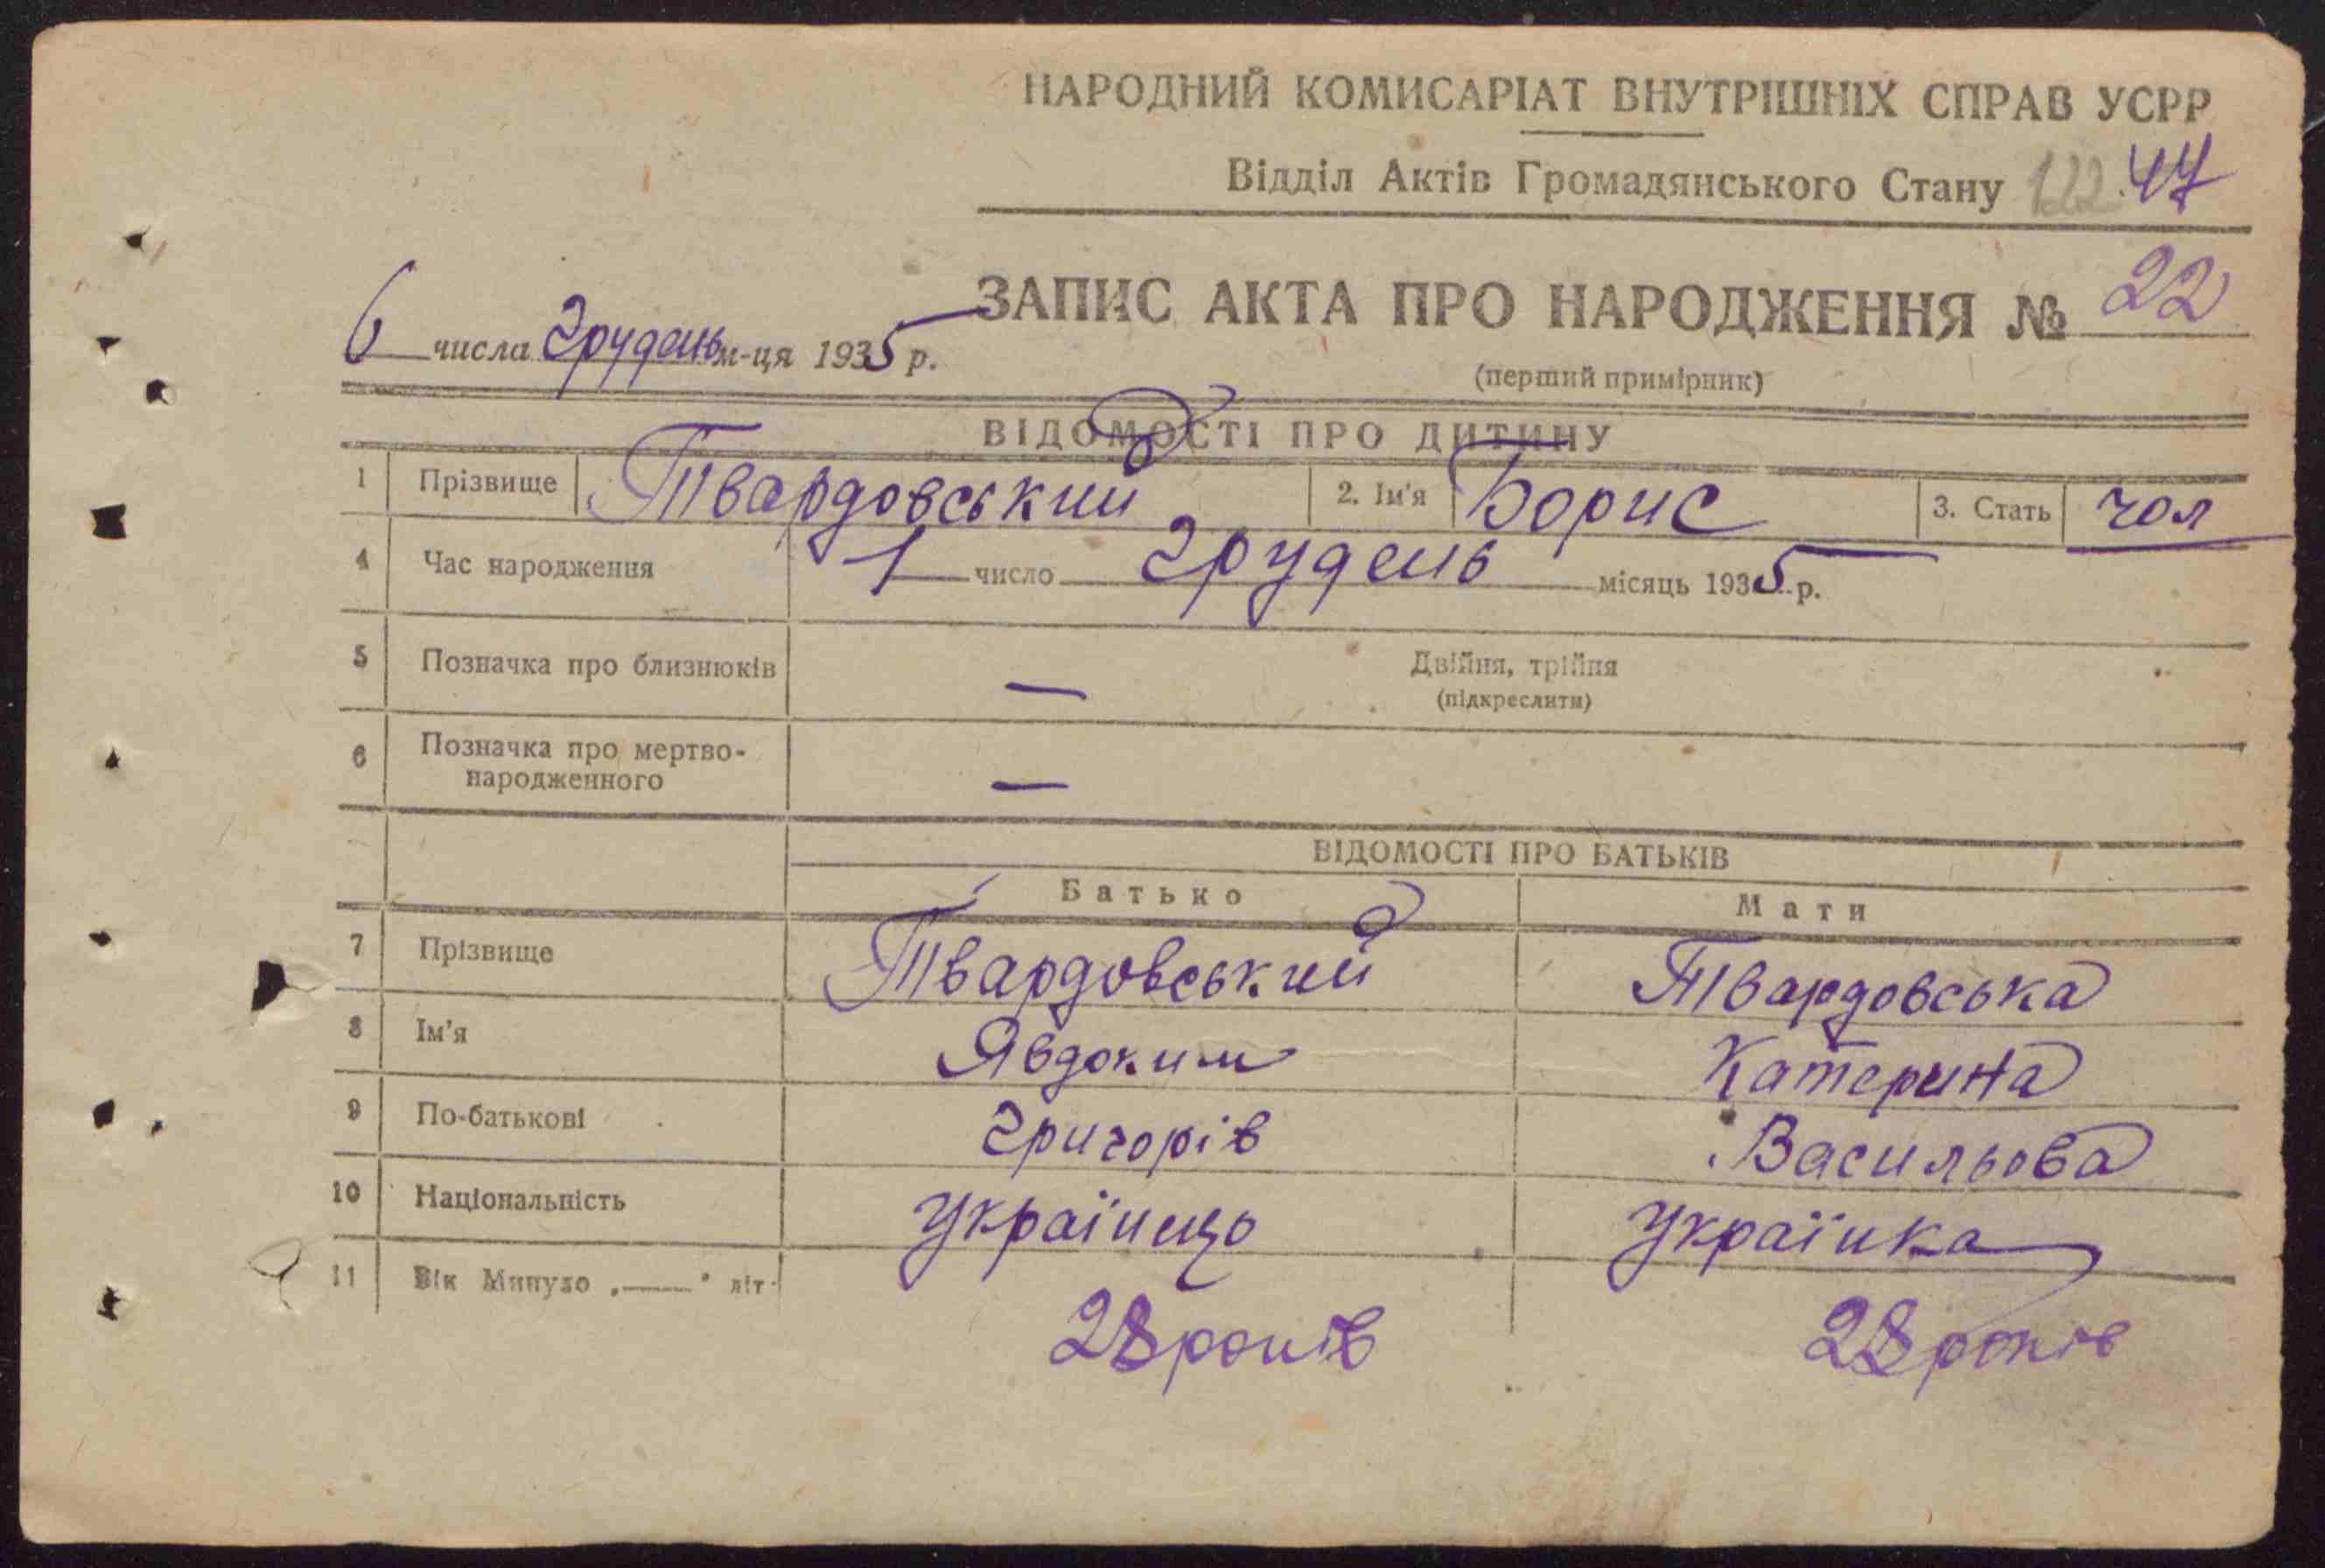 НАРОДНИЙ КОМИСАРІАТ ВНУТРІШНІХ СПРАВ УСРР
Відділ Актів Громадянського Стану 122 47
ЗАПИС АКТА ПРО НАРОДЖЕННЯ № 22
6 числа Грудень м-ця 1935 р.
(перший примірник)
ВІДОМОСТІ ПРО ДИТИНУ
1 Прізвище Твардовський 2. Ім'я Борис 3. Стать чол
4 Час народження 1 число Грудень місяць 1935 р.
5 Позначка про близнюків — Двійня, трійня
(підкреслити)
6 Позначка про мертво-
народженного —
ВІДОМОСТІ ПРО БАТЬКІВ
Батько Мати
7 Прізвище Твардовський Твардовська
8 Ім'я Явдоким Катерина
9 По-батькові Григорів Васильова
10 Національність Українець Українка
11 Вік Минуло „——" літ
28 років 28 років